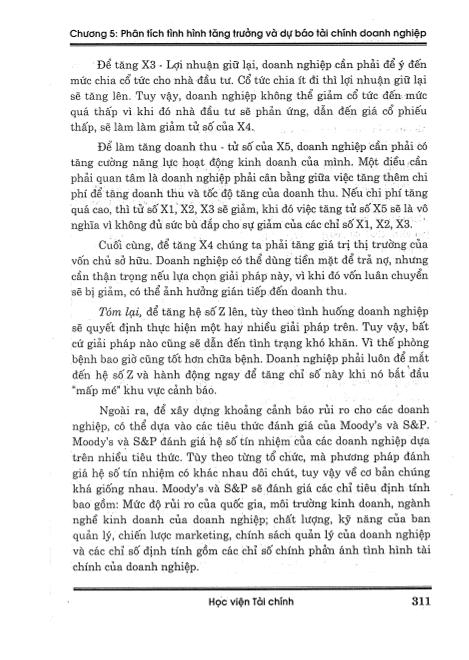 Chương 5: Phân tích tình hình tăng trưởng và dự báo tài chính doanh nghiệp
Để tăng X3 - Lợi nhuận giữ lại, doanh nghiệp cần phải để ý đến
mức chia cổ tức cho nhà đầu tư. Cổ tức chia ít đi thì lợi nhuận giữ lại
sẽ tăng lên. Tuy vậy, doanh nghiệp không thể giảm cổ tức đến mức
quá thấp vì khi đó nhà đầu tư sẽ phản ứng, dẫn đến giá cổ phiếu
thấp, sẽ làm làm giảm tử số của X4.
Để làm tăng doanh thu - tử số của X5, doanh nghiệp cần phải có
tăng cường năng lực hoạt động kinh doanh của mình. Một điều cần
phải quan tâm là doanh nghiệp phải cân bằng giữa việc tăng thêm chi
phí để tăng doanh thu và tốc độ tăng của doanh thu. Nếu chi phí tăng
quá cao, thì tử số X1, X2, X3 sẽ giảm, khi đó việc tăng tử số X5 sẽ là vô
nghĩa vì không đủ sức bù đắp cho sự giảm của các chỉ số X1, X2, X3.
Cuối cùng, để tăng X4 chúng ta phải tăng giá trị thị trường của
vốn chủ sở hữu. Doanh nghiệp có thể dùng tiền mặt để trả nợ, nhưng
cần thận trọng nếu lựa chọn giải pháp này, vì khi đó vốn luân chuyển
sẽ bị giảm, có thể ảnh hưởng gián tiếp đến doanh thu.
Tóm lại, để tăng hệ số Z lên, tùy theo tình huống doanh nghiệp
sẽ quyết định thực hiện một hay nhiều giải pháp trên. Tuy vậy, bất
cứ giải pháp nào cũng sẽ dẫn đến tình trạng khó khăn. Vì thế phòng
bệnh bao giờ cũng tốt hơn chữa bệnh. Doanh nghiệp phải luôn để mắt
đến hệ số Z và hành động ngay để tăng chỉ số này khi nó bắt đầu
“mấp mé” khu vực cảnh báo.
Ngoài ra, để xây dựng khoảng cảnh báo rủi ro cho các doanh
nghiệp, có thể dựa vào các tiêu thức đánh giá của Moody’s và S&P.
Moody’s và S&P đánh giá hệ số tín nhiệm của các doanh nghiệp dựa
trên nhiều tiêu thức. Tùy theo từng tổ chức, mà phương pháp đánh
giá hệ số tín nhiệm có khác nhau đôi chút, tuy vậy về cơ bản chúng
khá giống nhau. Moody’s và S&P sẽ đánh giá các chỉ tiêu định tính
bao gồm: Mức độ rủi ro của quốc gia, môi trường kinh doanh, ngành
nghề kinh doanh của doanh nghiệp; chất lượng, kỹ năng của ban
quản lý, chiến lược marketing, chính sách quản lý của doanh nghiệp
và các chỉ số định tính gồm các chỉ số chính phản ánh tình hình tài
chính của doanh nghiệp.
Học viện Tài chính 311